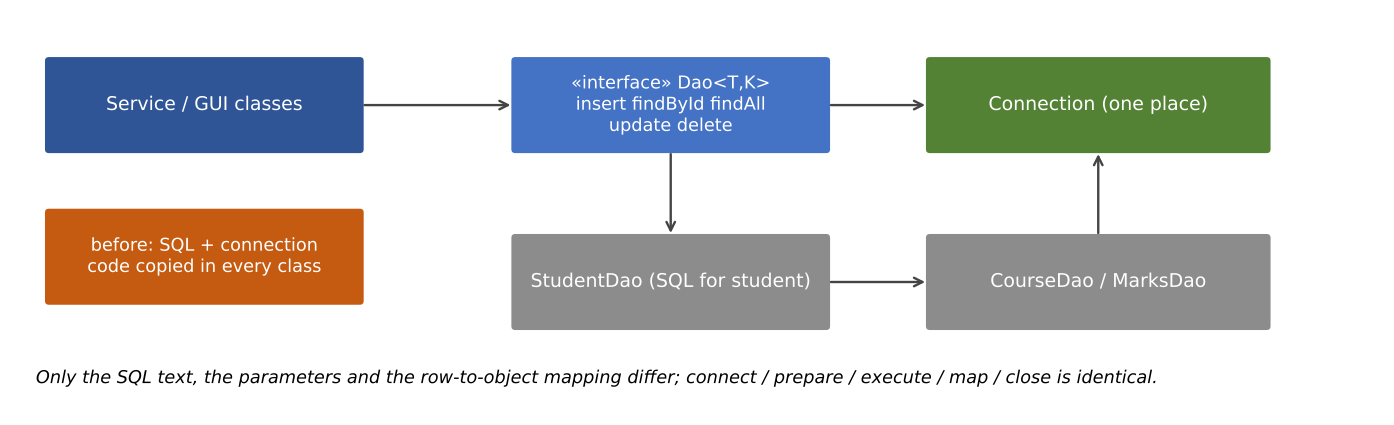 Service / GUI classes
«interface» Dao<T,K>
insert findById findAll
update delete
Connection (one place)
before: SQL + connection
code copied in every class
StudentDao (SQL for student)
CourseDao / MarksDao
Only the SQL text, the parameters and the row-to-object mapping differ; connect / prepare / execute / map / close is identical.